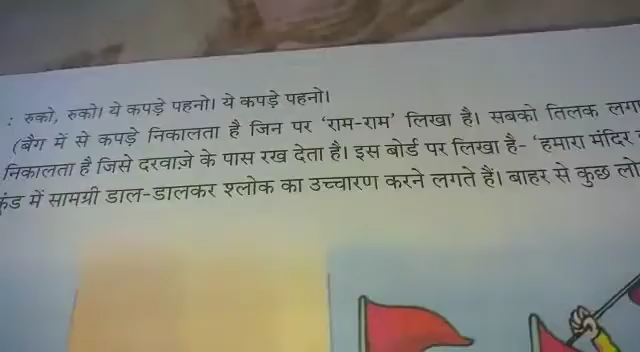 : रुको, रुको। ये कपड़े पहनो। ये कपड़े पहनो।
(बैग में से कपड़े निकालता है जिन पर ‘राम-राम’ लिखा है। सबको तिलक
निकालता है जिसे दरवाज़े के पास रख देता है। इस बोर्ड पर लिखा है- ‘हमारा मंदिर
में सामग्री डाल-डालकर श्लोक का उच्चारण करने लगते हैं। बाहर से कुछ